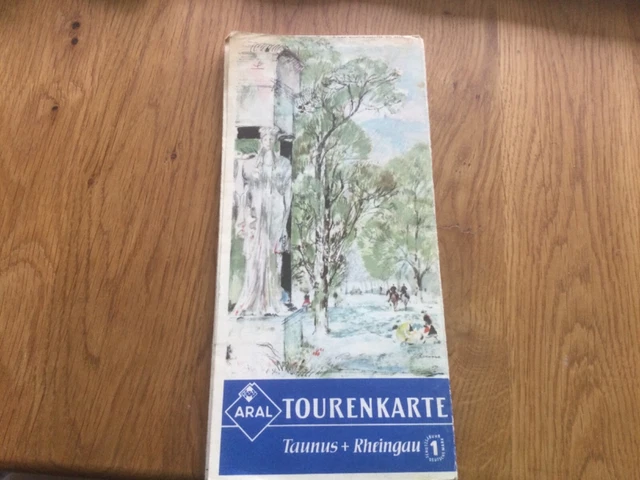 ARAL
TOURENKARTE
Taunus + Rheingau
1